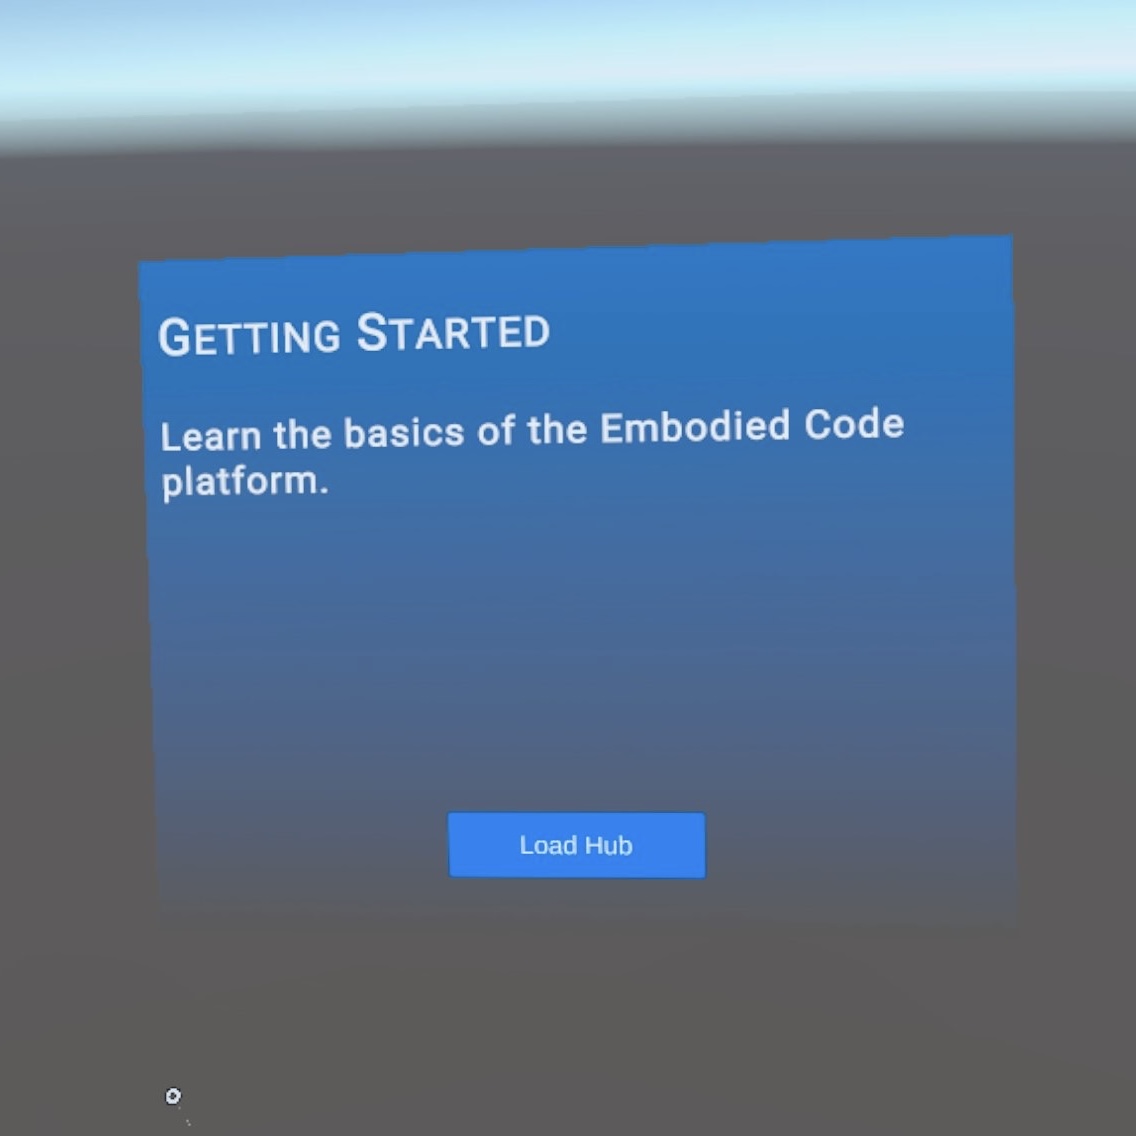 Getting Started
Learn the basics of the Embodied Code
platform.
Load Hub